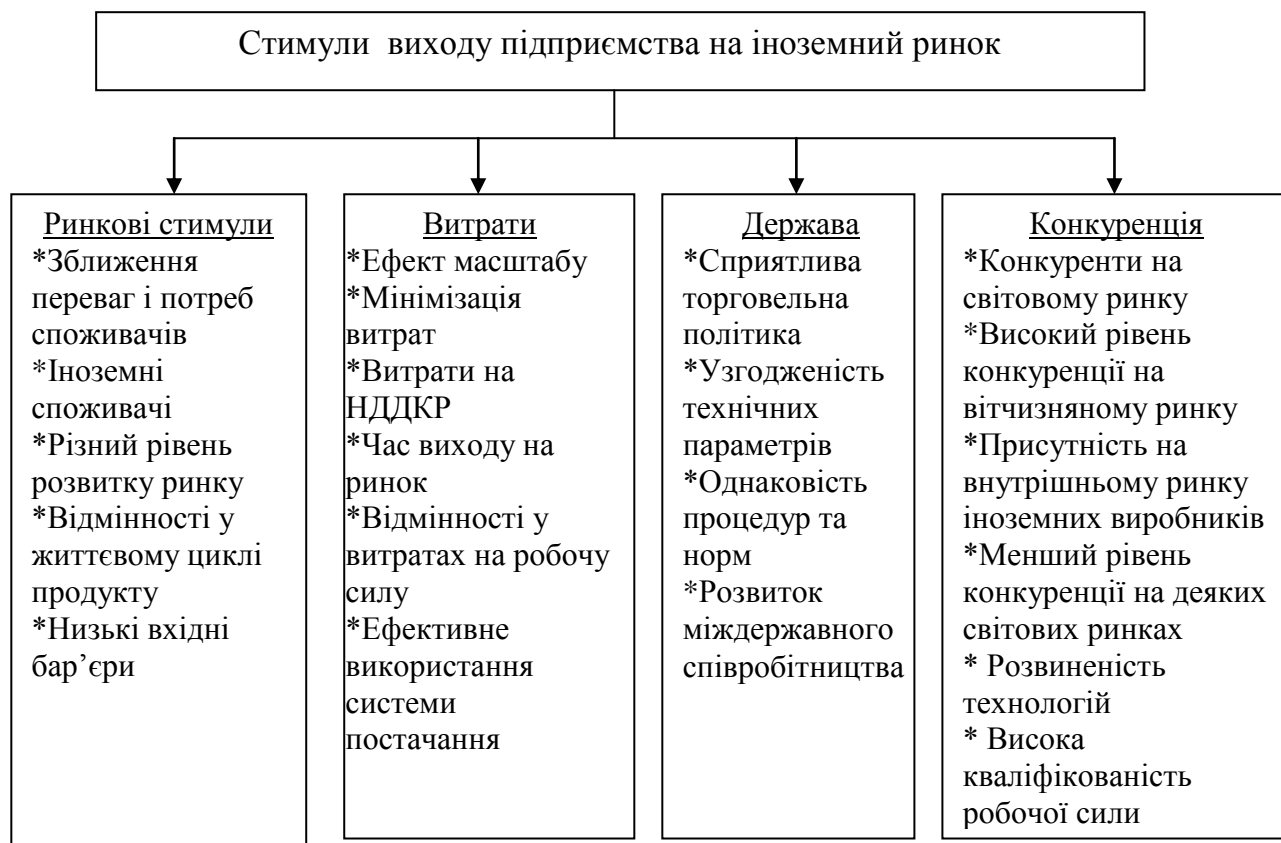 Стимули виходу підприємства на іноземний ринок
Ринкові стимули
*Зближення
переваг і потреб
споживачів
*Іноземні
споживачі
*Різний рівень
розвитку ринку
*Відмінності у
життєвому циклі
продукту
*Низькі вхідні
бар’єри
Витрати
*Ефект масштабу
*Мінімізація
витрат
*Витрати на
НДДКР
*Час виходу на
ринок
*Відмінності у
витратах на робочу
силу
*Ефективне
використання
системи
постачання
Держава
*Сприятлива
торговельна
політика
*Узгодженість
технічних
параметрів
*Однаковість
процедур та
норм
*Розвиток
міждержавного
співробітництва
Конкуренція
*Конкуренти на
світовому ринку
*Високий рівень
конкуренції на
вітчизняному ринку
*Присутність на
внутрішньому ринку
іноземних виробників
*Менший рівень
конкуренції на деяких
світових ринках
* Розвиненість
технологій
* Висока
кваліфікованість
робочої сили